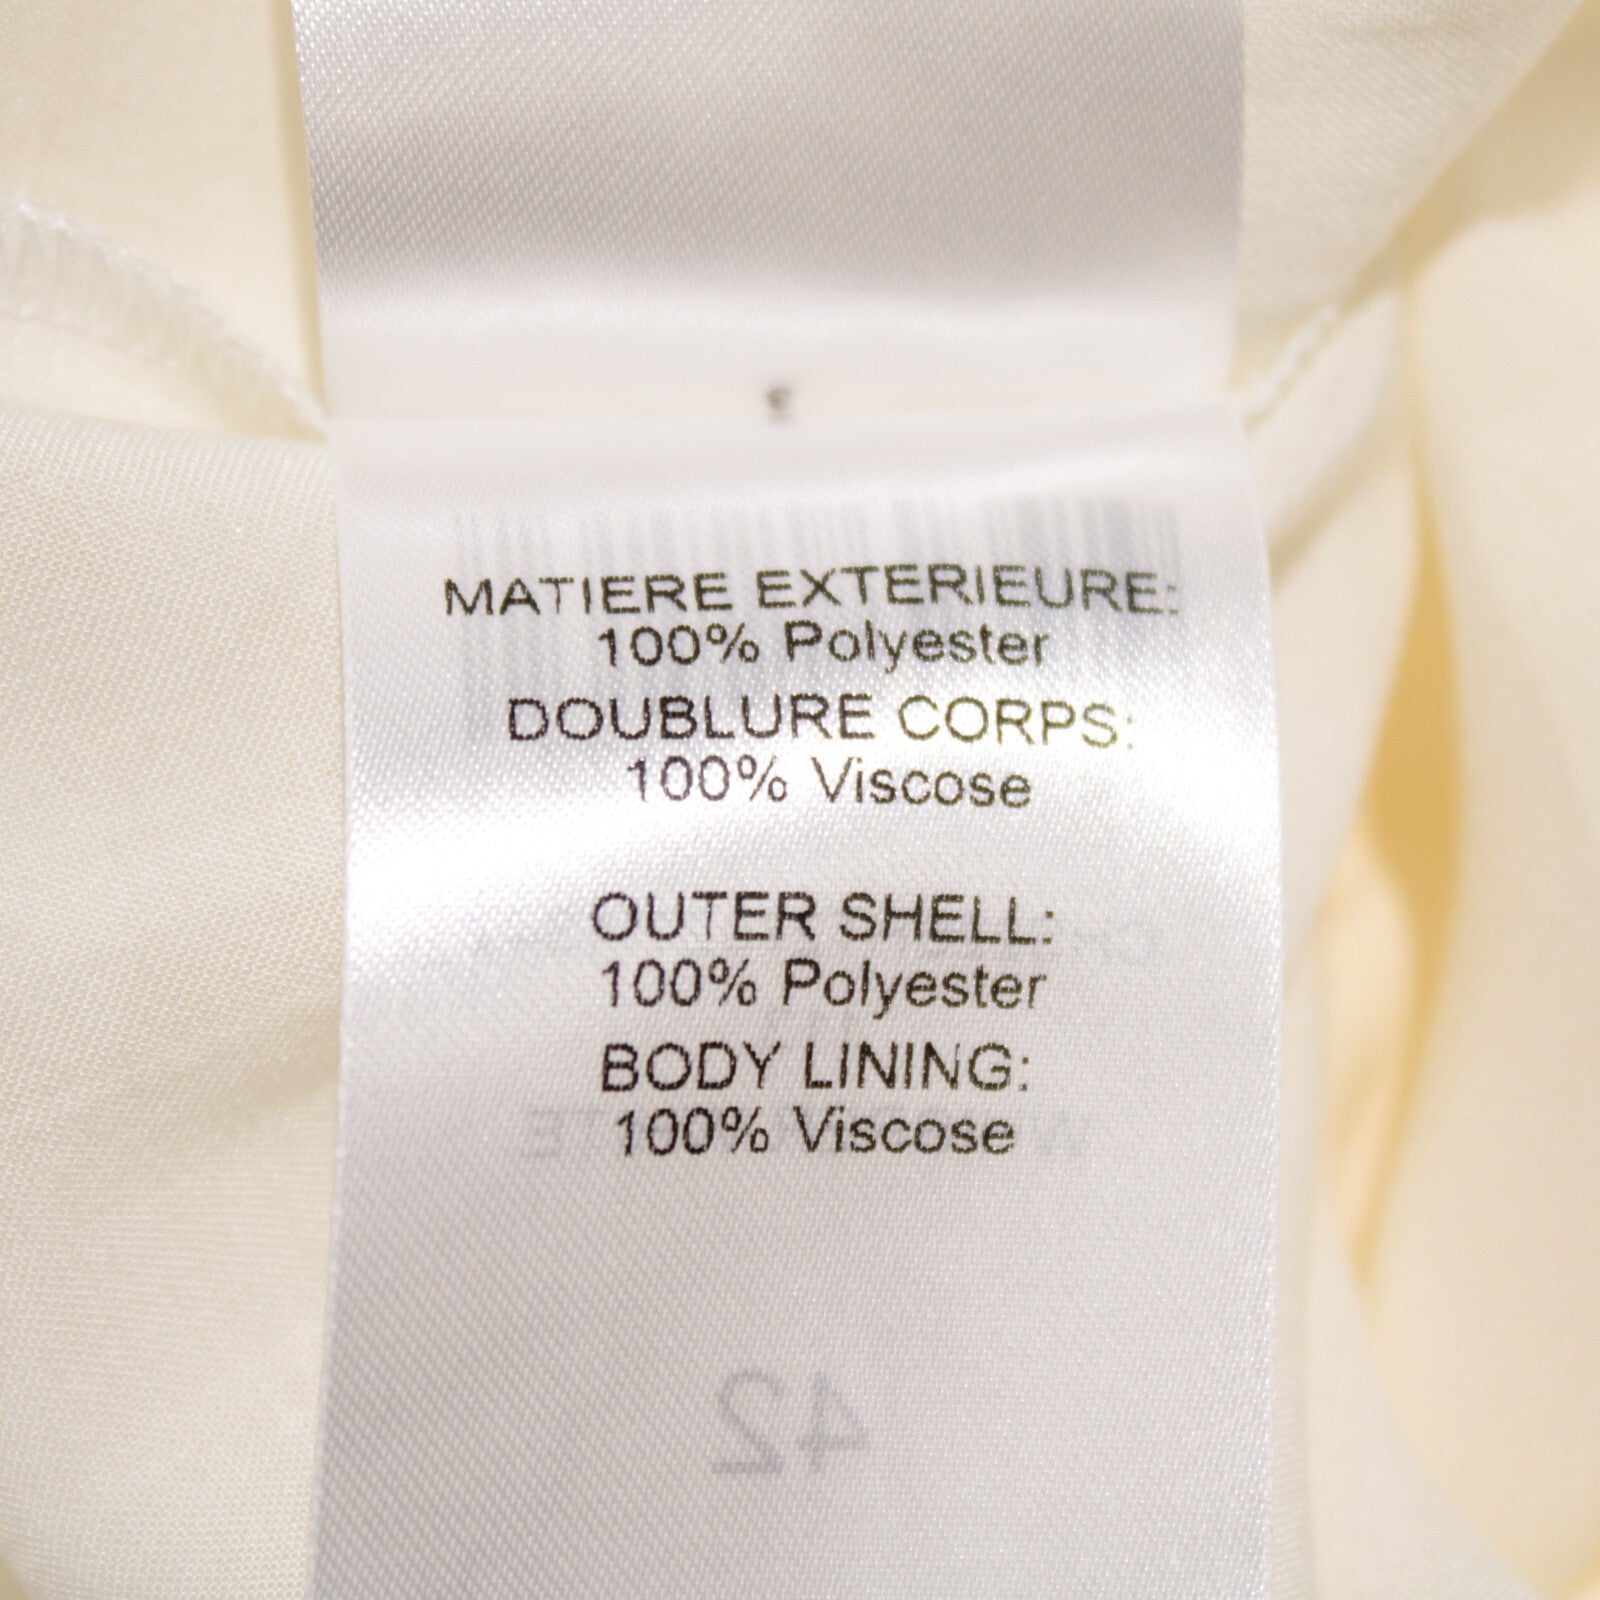 MATIERE EXTERIEURE:
100% Polyester
DOUBLURE CORPS:
100% Viscose
OUTER SHELL:
100% Polyester
BODY LINING:
100% Viscose
42